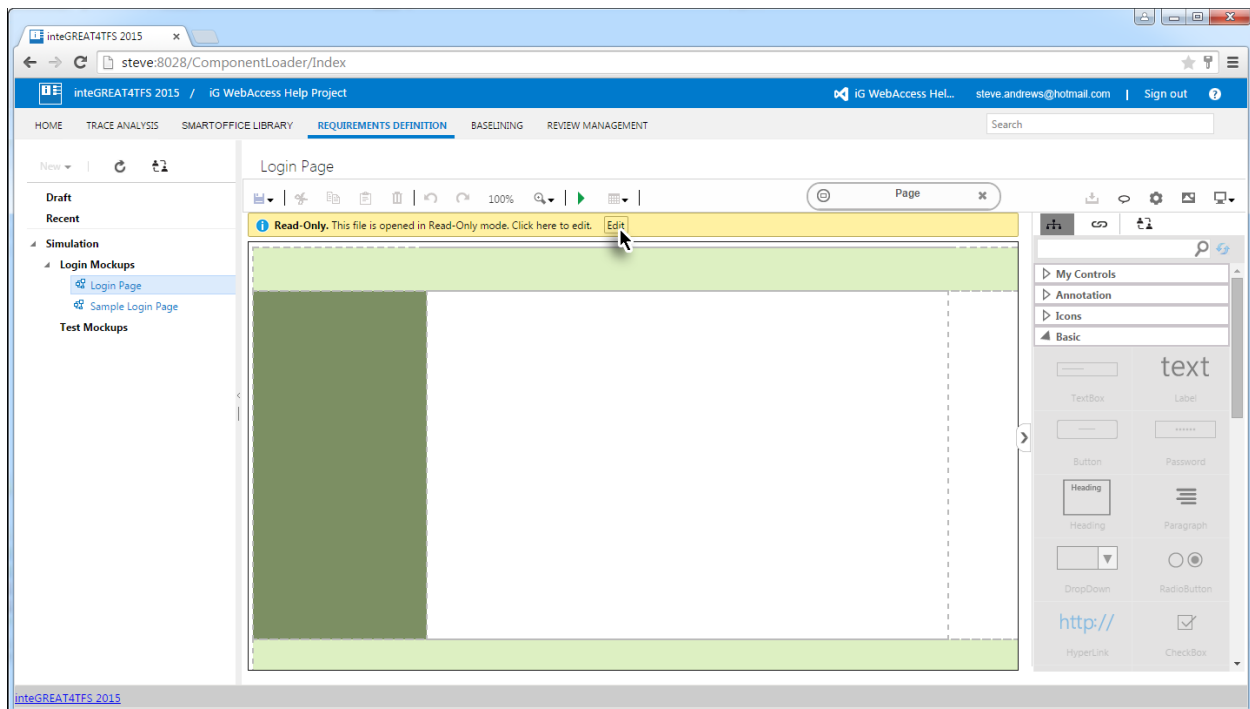 inteGREAT4TFS 2015 x
steve:8028/ComponentLoader/Index
inteGREAT4TFS 2015 / iG WebAccess Help Project iG WebAccess Hel... steve.andrews@hotmail.com | Sign out ?
HOME TRACE ANALYSIS SMARTOFFICE LIBRARY REQUIREMENTS DEFINITION BASELINING REVIEW MANAGEMENT Search
New Login Page
Draft 100% Page
Recent Read-Only. This file is opened in Read-Only mode. Click here to edit. Edit
Simulation
Login Mockups
Login Page
Sample Login Page
Test Mockups
My Controls
Annotation
Icons
Basic
text
TextBox Label
Button Password
Heading
Heading Paragraph
DropDown RadioButton
http://
HyperLink CheckBox
inteGREAT4TFS 2015